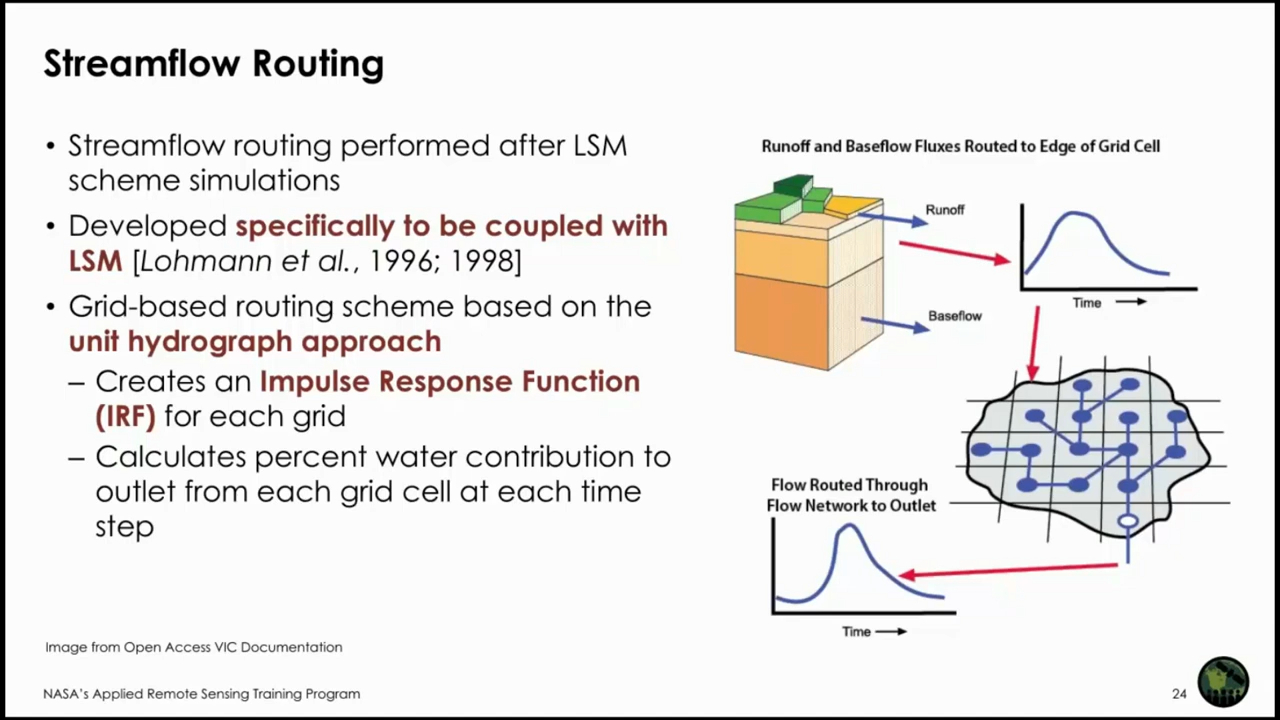 Streamflow Routing
• Streamflow routing performed after LSM
scheme simulations
• Developed specifically to be coupled with
LSM [Lohmann et al., 1996; 1998]
• Grid-based routing scheme based on the
unit hydrograph approach
– Creates an Impulse Response Function
(IRF) for each grid
– Calculates percent water contribution to
outlet from each grid cell at each time
step
Runoff and Baseflow Fluxes Routed to Edge of Grid Cell
Runoff
Baseflow
Time
Flow Routed Through
Flow Network to Outlet
Time
Image from Open Access VIC Documentation
NASA's Applied Remote Sensing Training Program
24